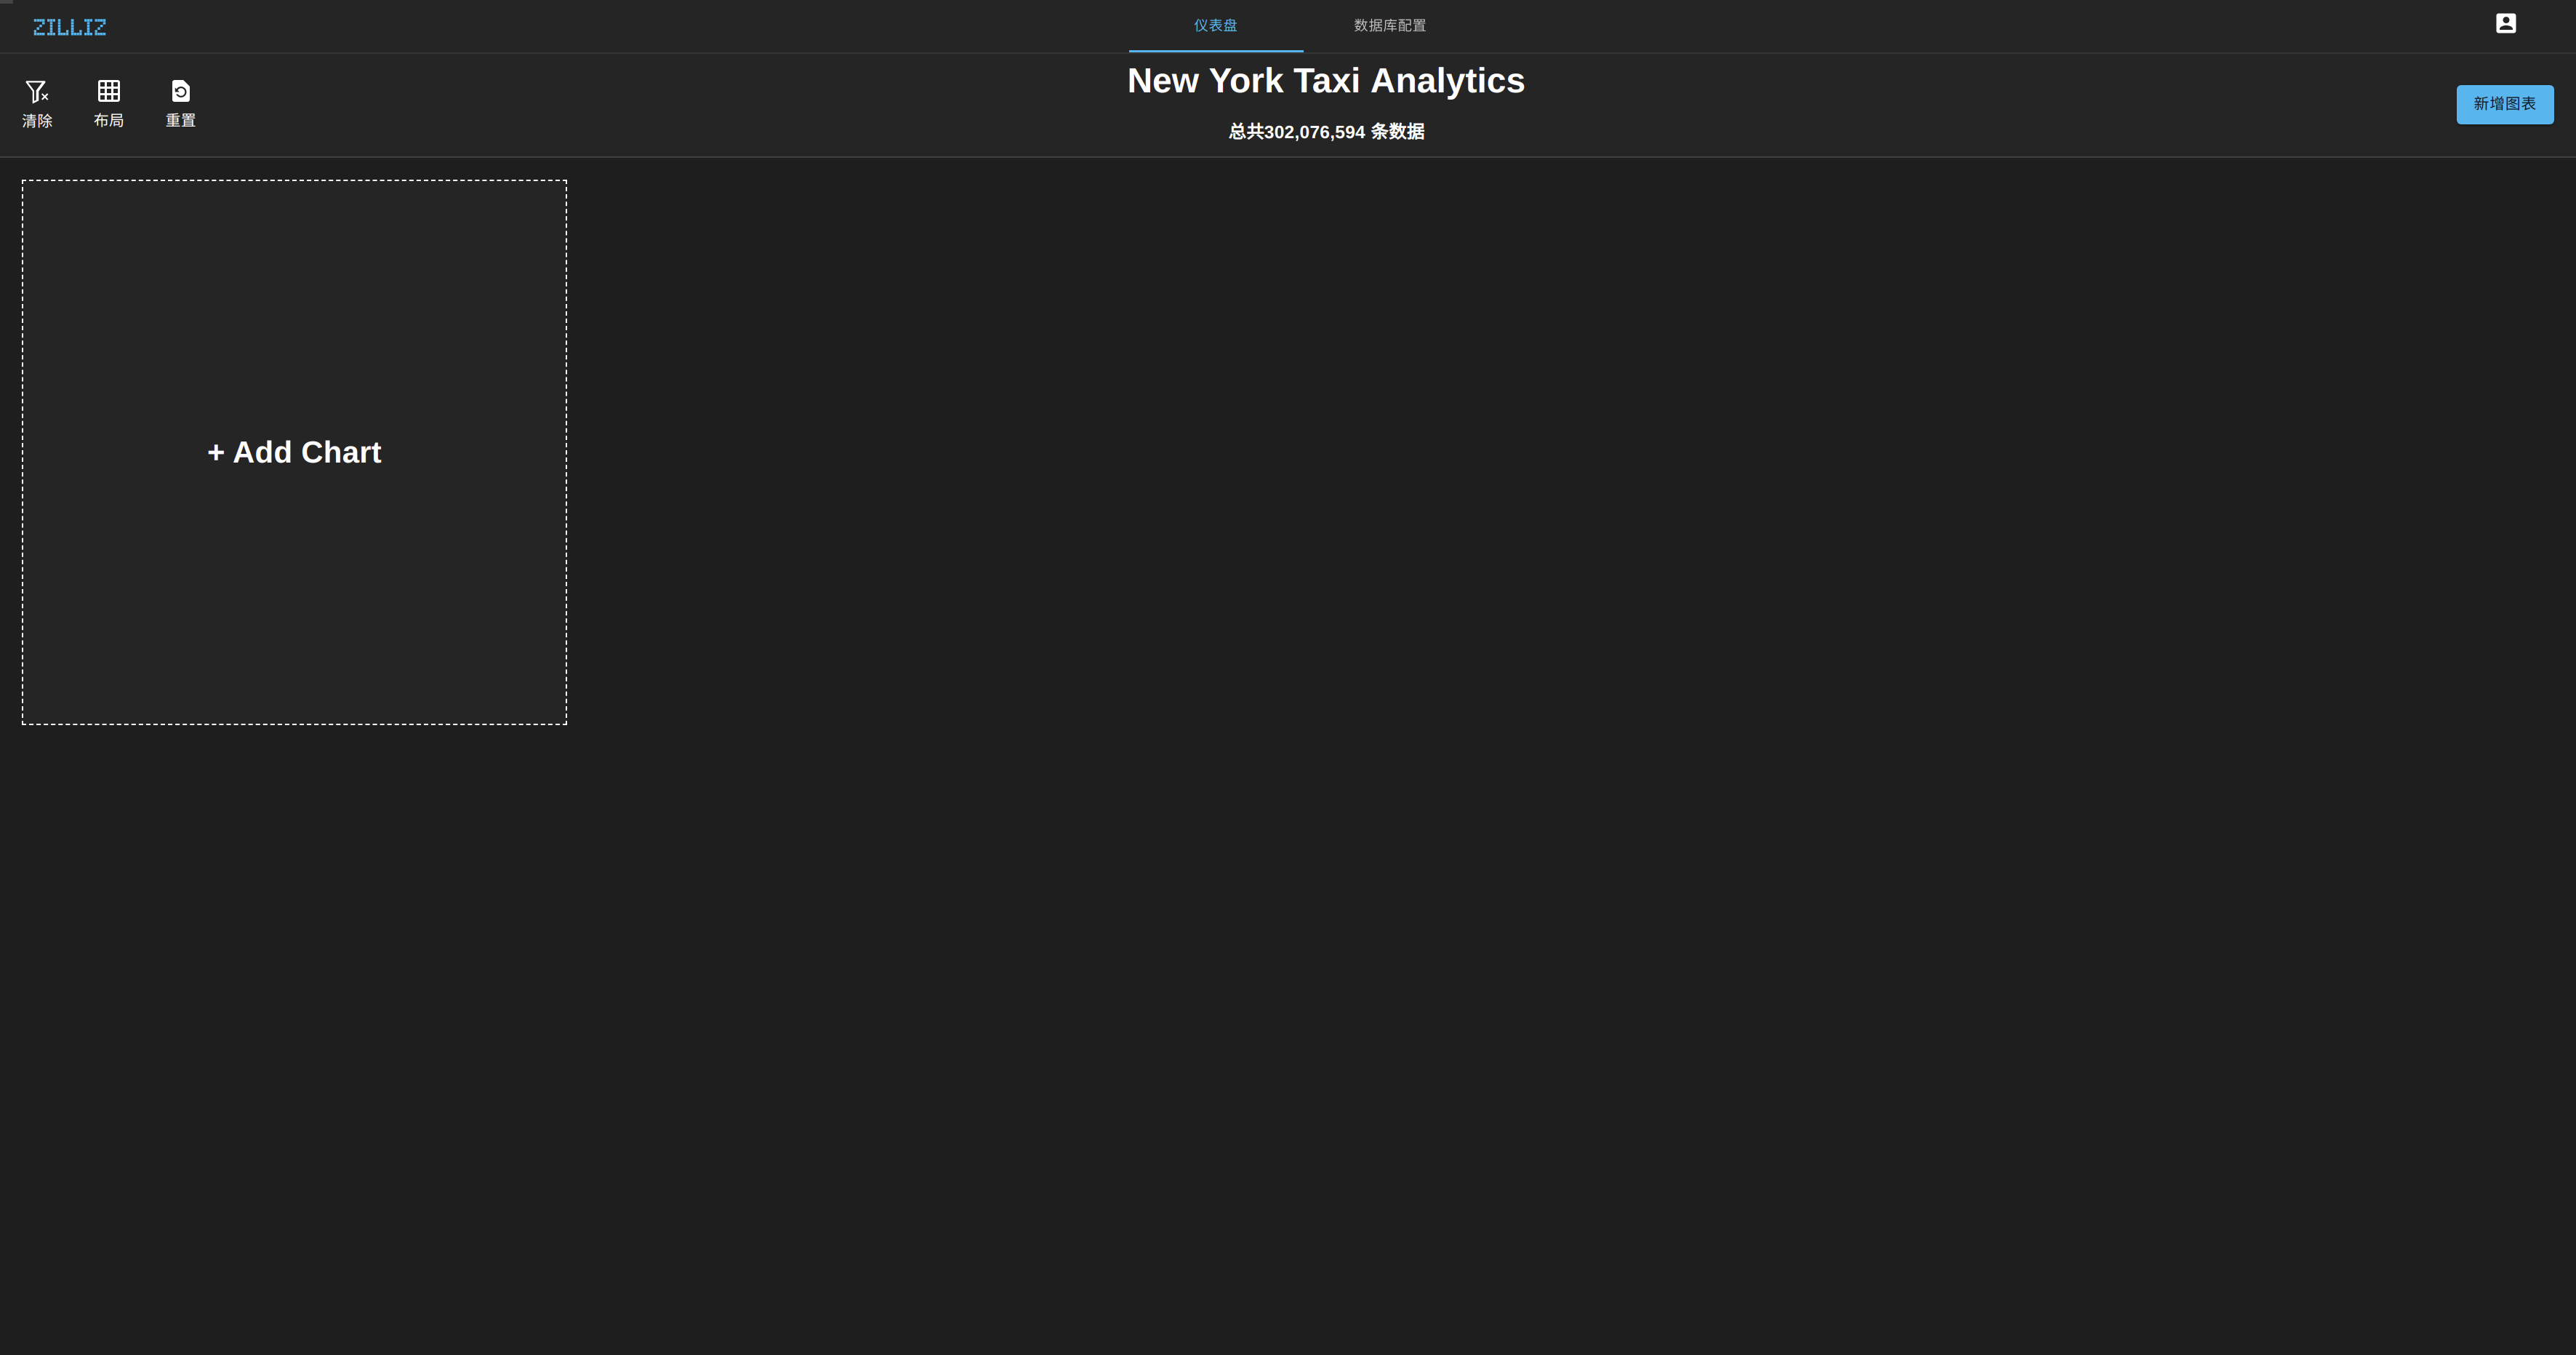 ZILLIZ
仪表盘
数据库配置
清除
布局
重置
New York Taxi Analytics
总共302,076,594 条数据
新增图表
+ Add Chart